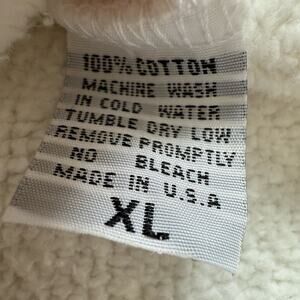 100% COTTON
MACHINE WASH
IN COLD WATER
TUMBLE DRY LOW
REMOVE PROMPTLY
NO BLEACH
MADE IN U.S.A
XL